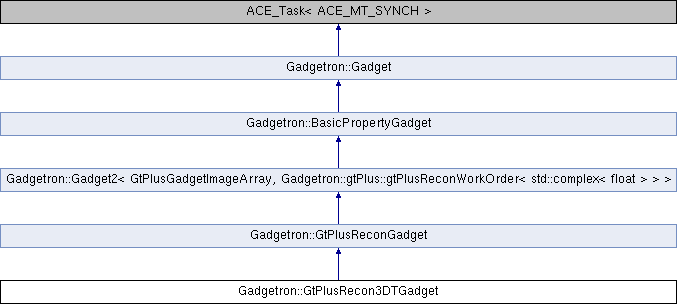 ACE_Task< ACE_MT_SYNCH >
Gadgetron::Gadget
Gadgetron::BasicPropertyGadget
Gadgetron::Gadget2< GtPlusGadgetImageArray, Gadgetron::gtPlus::gtPlusReconWorkOrder< std::complex< float > > >
Gadgetron::GtPlusReconGadget
Gadgetron::GtPlusRecon3DTGadget